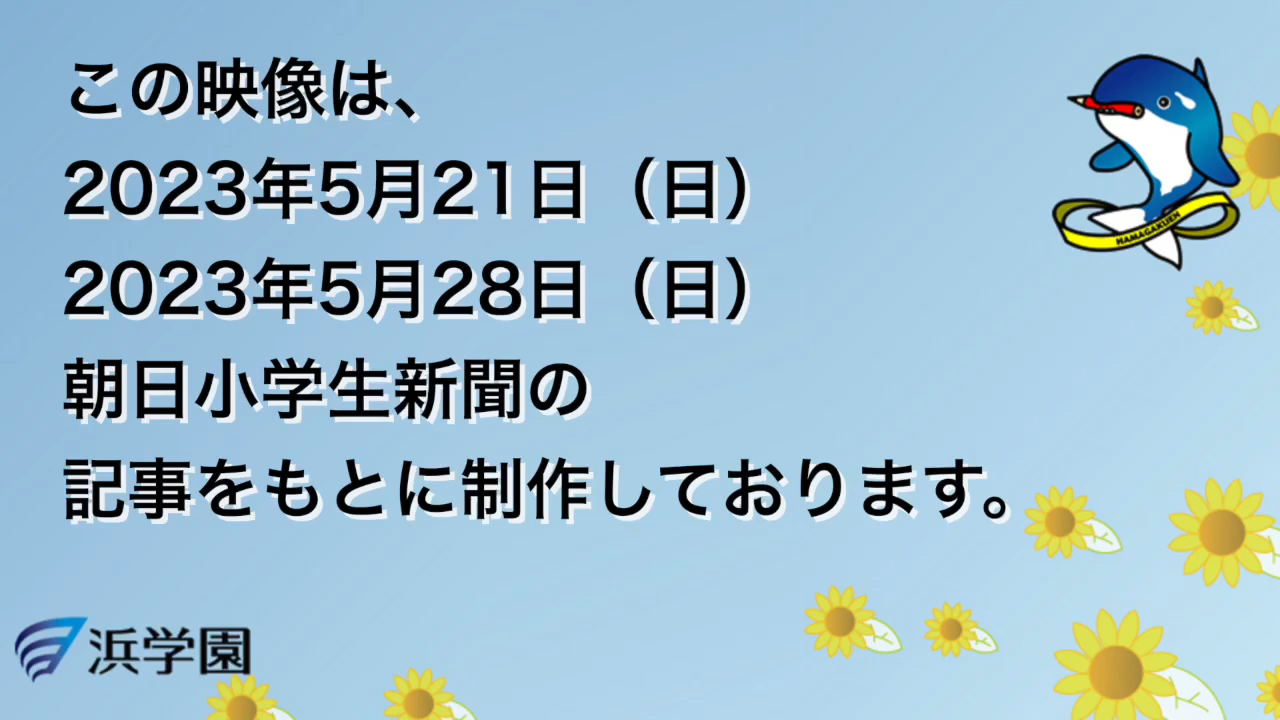 この映像は、
2023年5月21日（日）
2023年5月28日（日）
朝日小学生新聞の
記事をもとに制作しております。
HAMAGAKUEN
浜学園